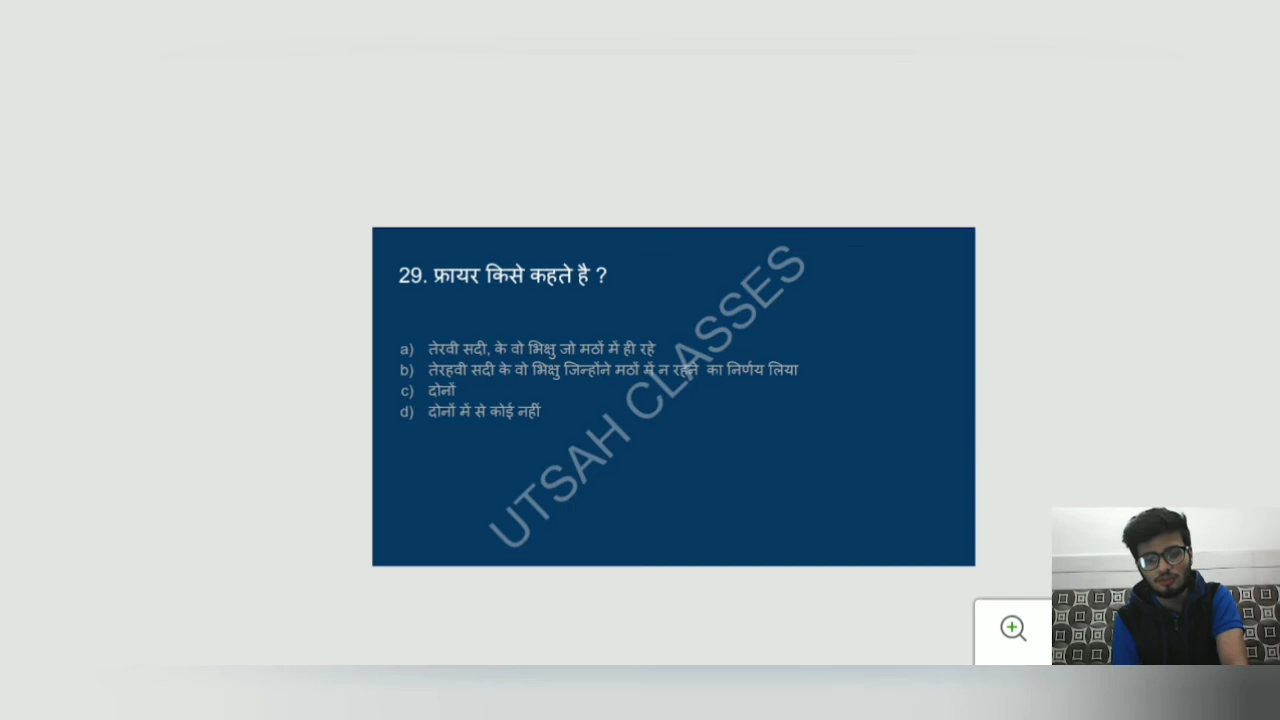 29. फ्रायर किसे कहते है ?
a) तेरवी सदी, के वो भिक्षु जो मठों में ही रहे
b) तेरहवी सदी के वो भिक्षु जिन्होंने मठों में न रहने का निर्णय लिया
c) दोनों
d) दोनों में से कोई नहीं
UTSAH CLASSES